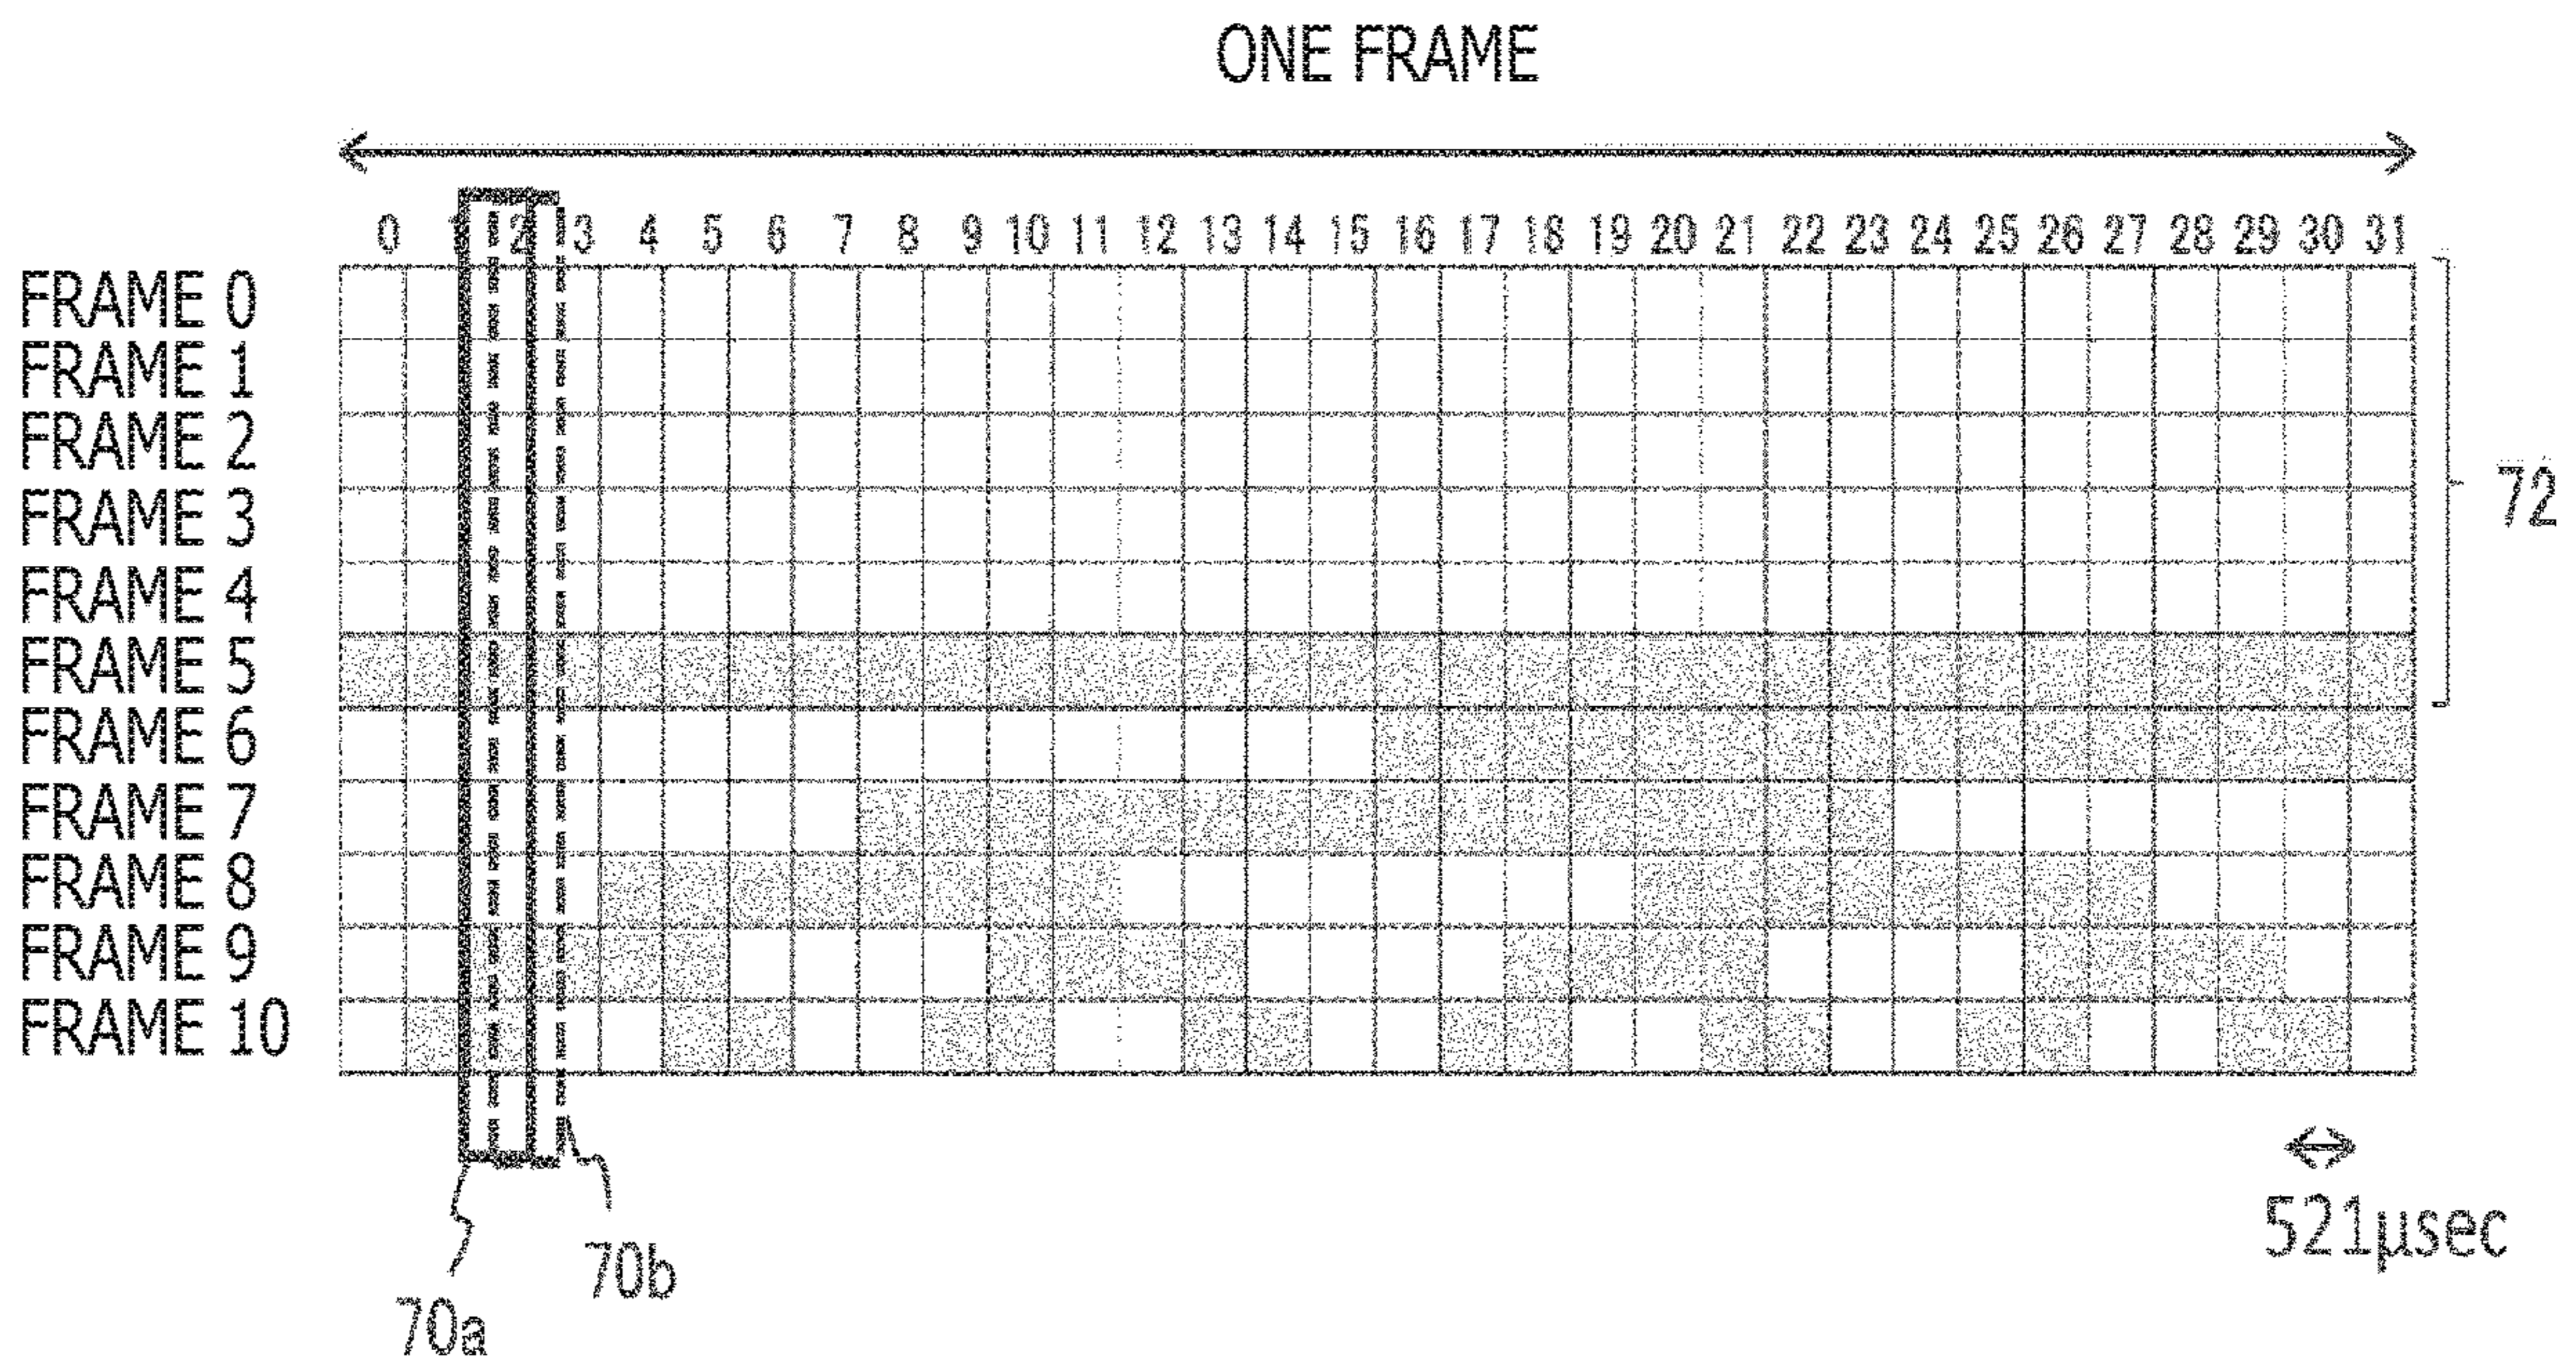 ONE FRAME
0 1 2 3 4 5 6 7 8 9 10 11 12 13 14 15 16 17 18 19 20 21 22 23 24 25 26 27 28 29 30 31
FRAME 0
FRAME 1
FRAME 2
FRAME 3
72
FRAME 4
FRAME 5
FRAME 6
FRAME 7
FRAME 8
FRAME 9
FRAME 10
521μsec
70b
70a